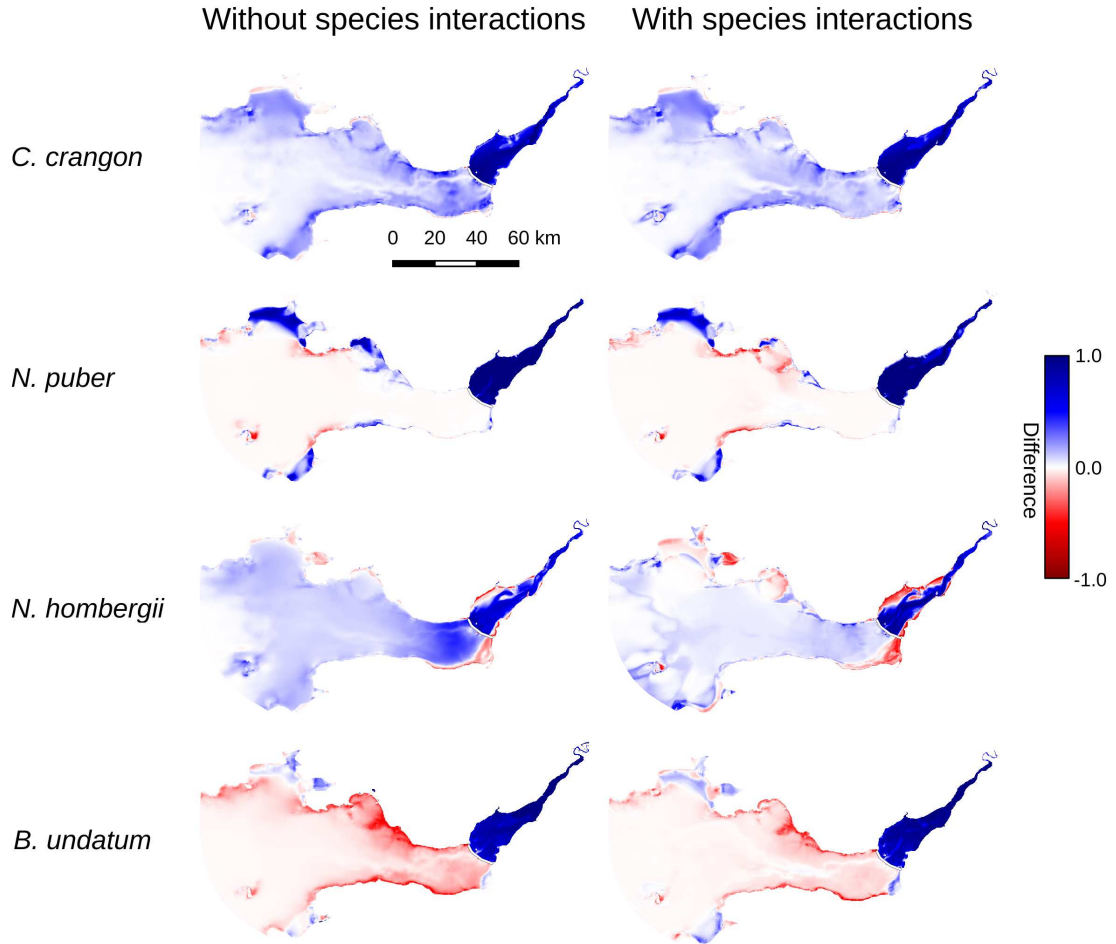 Without species interactions
With species interactions
C. crangon
0 20 40 60 km
N. puber
1.0
0.0
-1.0
Difference
N. hombergii
B. undatum